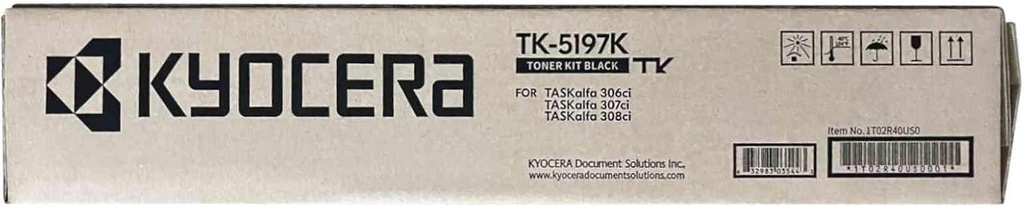 KYOCERA
TK-5197K
TONER KIT BLACK TK
FOR TASKalfa 306ci
TASKalfa 307ci
TASKalfa 308ci
KYOCERA Document Solutions Inc.
www.kyoceradocumentsolutions.com
Item No. 1T02R40US0
*1T02R40US0001*